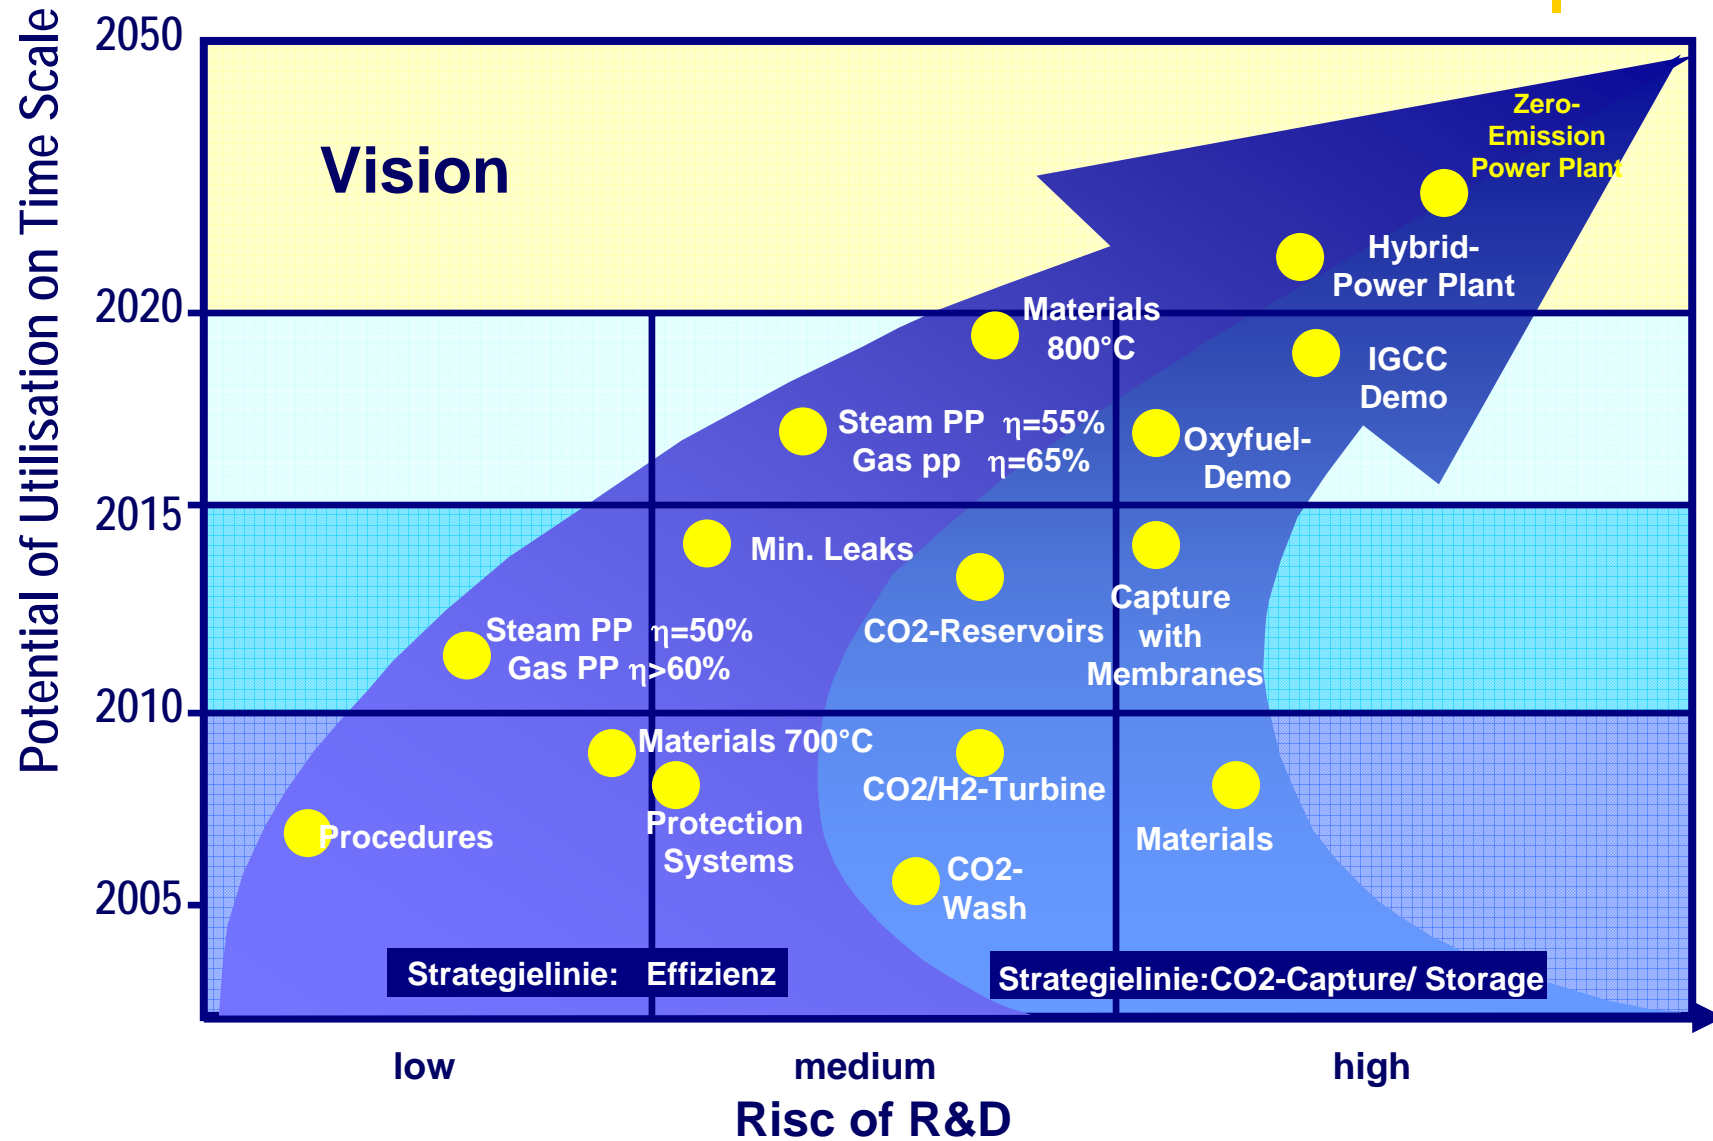 Potential of Utilisation on Time Scale
2050
2020
2015
2010
2005
Vision
Zero-
Emission
Power Plant
Hybrid-
Power Plant
Materials
800°C
IGCC
Demo
Steam PP η=55%
Gas pp η=65%
Oxyfuel-
Demo
Min. Leaks
Capture
with
Membranes
CO2-Reservoirs
Steam PP η=50%
Gas PP η>60%
Materials 700°C
CO2/H2-Turbine
Protection
Systems
Procedures
Materials
CO2-
Wash
Strategielinie: Effizienz
Strategielinie:CO2-Capture/ Storage
low
medium
high
Risc of R&D